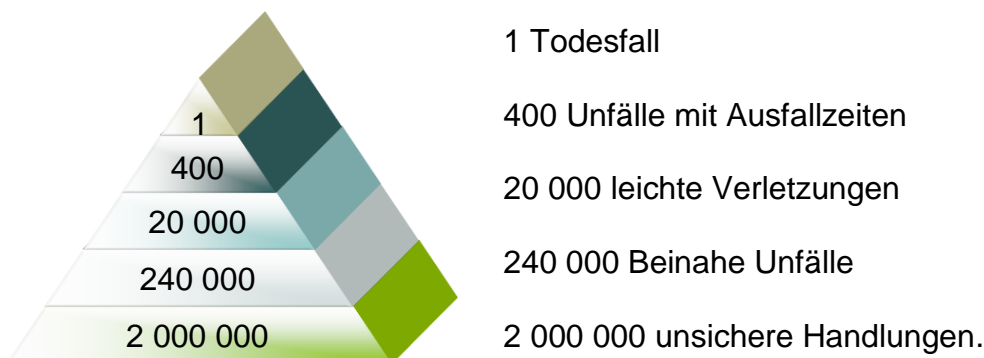 1 Todesfall
1
400 Unfälle mit Ausfallzeiten
400
20 000 leichte Verletzungen
20 000
240 000 Beinahe Unfälle
240 000
2 000 000 unsichere Handlungen.
2 000 000